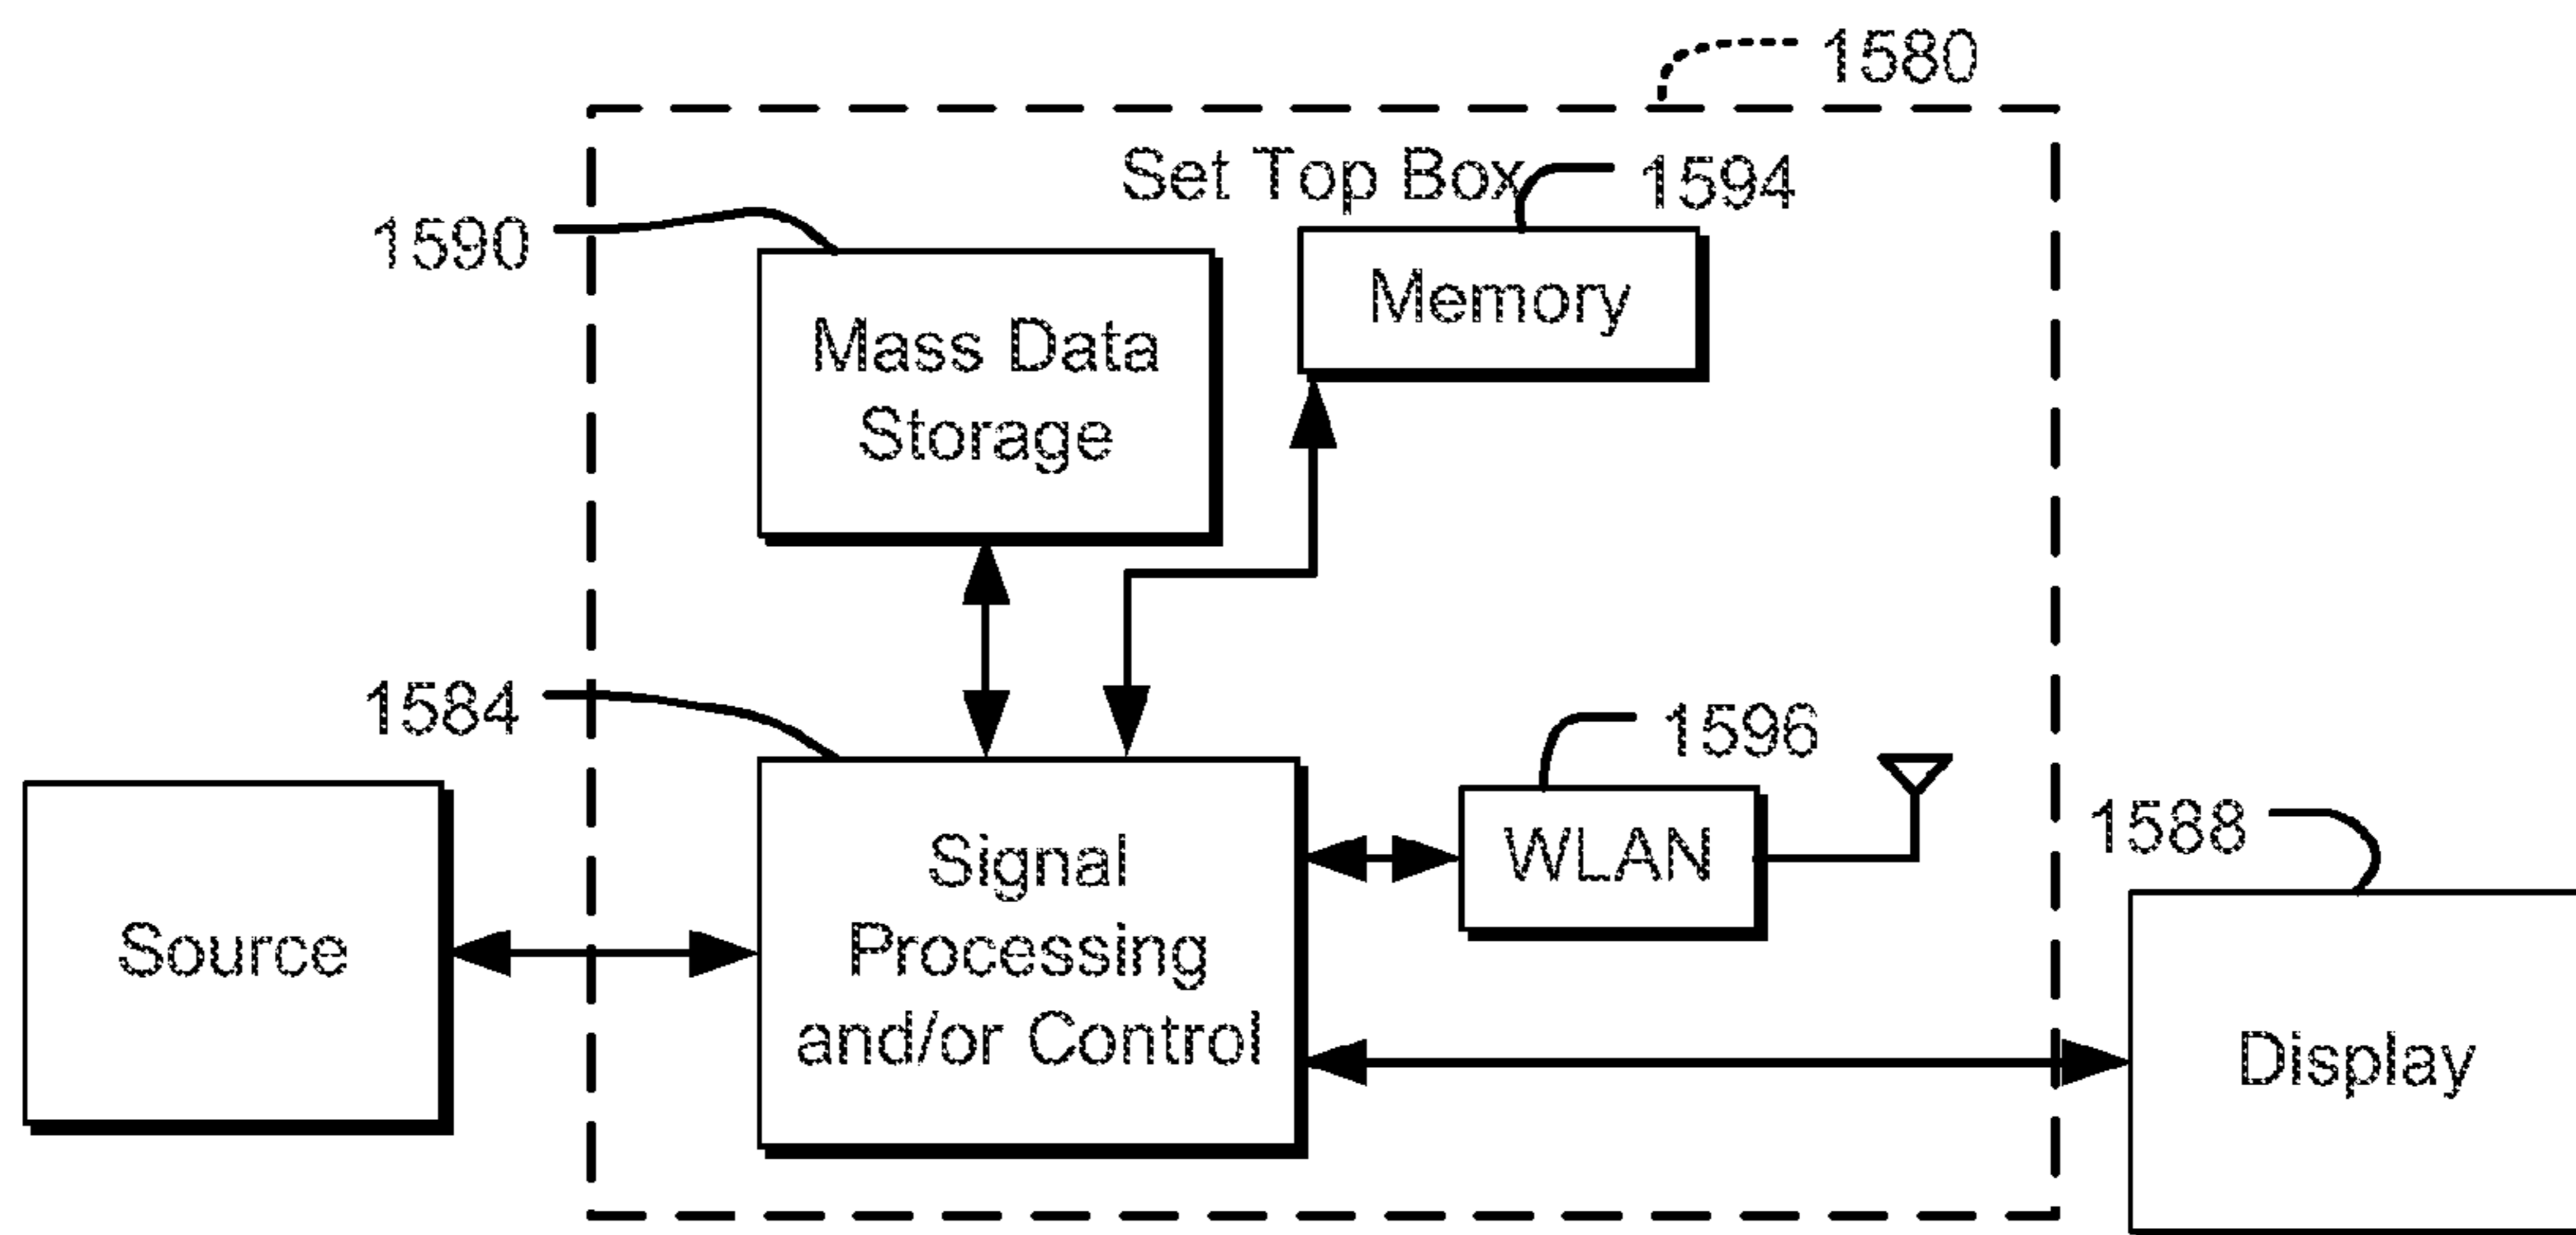 1580
Set Top Box
1594
1590
Memory
Mass Data
Storage
1584
1596
1588
Source
Signal
Processing
and/or Control
WLAN
Display